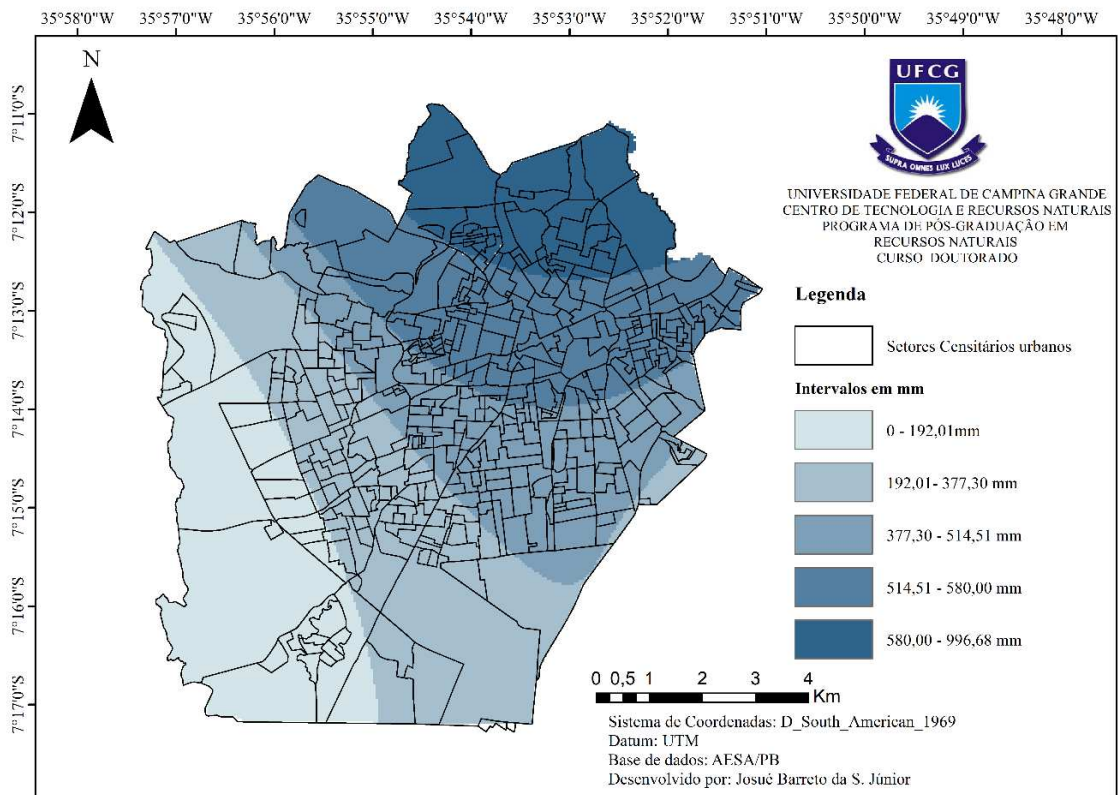 35°58'0"W 35°57'0"W 35°56'0"W 35°55'0"W 35°54'0"W 35°53'0"W 35°52'0"W 35°51'0"W 35°50'0"W 35°49'0"W 35°48'0"W
N
7°11'0"S
7°12'0"S
7°13'0"S
7°14'0"S
7°15'0"S
7°16'0"S
7°17'0"S
UFCG
SUPRA OMNES LUX LUCES
UNIVERSIDADE FEDERAL DE CAMPINA GRANDE
CENTRO DE TECNOLOGIA E RECURSOS NATURAIS
PROGRAMA DE PÓS-GRADUAÇÃO EM
RECURSOS NATURAIS
CURSO DOUTORADO
Legenda
Setores Censitários urbanos
Intervalos em mm
0 - 192,01mm
192,01- 377,30 mm
377,30 - 514,51 mm
514,51 - 580,00 mm
580,00 - 996,68 mm
0 0,5 1 2 3 4
Km
Sistema de Coordenadas: D_South_American_1969
Datum: UTM
Base de dados: AESA/PB
Desenvolvido por: Josué Barreto da S. Júnior